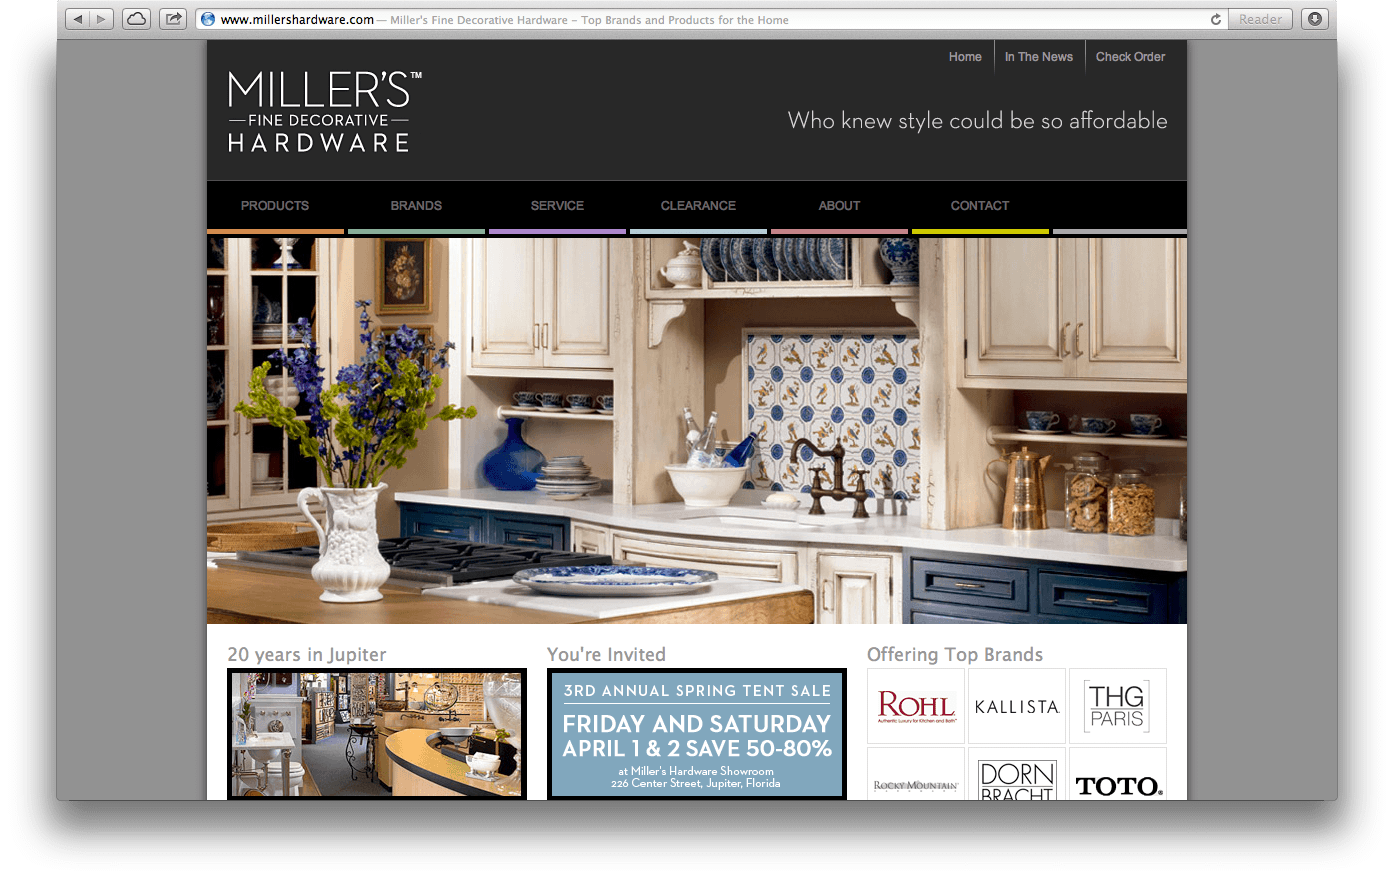 www.millershardware.com — Miller's Fine Decorative Hardware – Top Brands and Products for the Home
Reader
Home
In The News
Check Order
MILLER'S™
FINE DECORATIVE
HARDWARE
Who knew style could be so affordable
PRODUCTS
BRANDS
SERVICE
CLEARANCE
ABOUT
CONTACT
20 years in Jupiter
You're Invited
3RD ANNUAL SPRING TENT SALE
FRIDAY AND SATURDAY
APRIL 1 & 2 SAVE 50-80%
at Miller's Hardware Showroom
226 Center Street, Jupiter, Florida
Offering Top Brands
ROHL
Authentic Luxury for Kitchen and Bath™
KALLISTA
THG
PARIS
ROCKY MOUNTAIN
DORN
BRACHT
TOTO®